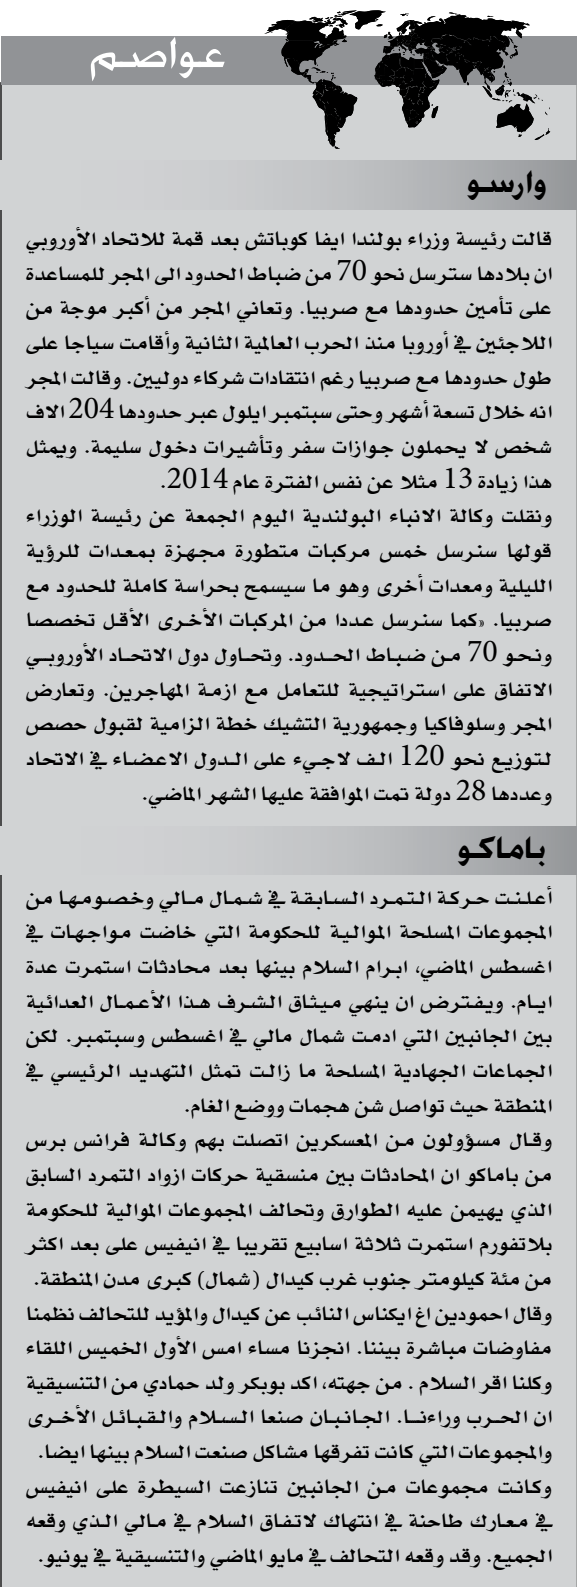 عواصم
وارسو
قالت رئيسة وزراء بولندا ايفا كوباتش بعد قمة للاتحاد الأوروبي
ان بلادها سترسل نحو 70 من ضباط الحدود الى المجر للمساعدة
على تأمين حدودها مع صربيا. وتعاني المجر من أكبر موجة من
اللاجئين في أوروبا منذ الحرب العالمية الثانية وأقامت سياجا على
طول حدودها مع صربيا رغم انتقادات شركاء دوليين. وقالت المجر
انه خلال تسعة أشهر وحتى سبتمبر ايلول عبر حدودها 204 الاف
شخص لا يحملون جوازات سفر وتأشيرات دخول سليمة. ويمثل
هذا زيادة 13 مثلا عن نفس الفترة عام 2014.
ونقلت وكالة الانباء البولندية اليوم الجمعة عن رئيسة الوزراء
قولها سنرسل خمس مركبات متطورة مجهزة بمعدات للرؤية
الليلية ومعدات أخرى وهو ما سيسمح بحراسة كاملة للحدود مع
صربيا. «كما سنرسل عددا من المركبات الأخرى الأقل تخصصا
ونحو 70 من ضباط الحدود. وتحاول دول الاتحاد الأوروبي
الاتفاق على استراتيجية للتعامل مع ازمة المهاجرين. وتعارض
المجر وسلوفاكيا وجمهورية التشيك خطة الزامية لقبول حصص
لتوزيع نحو 120 الف لاجيء على الدول الاعضاء في الاتحاد
وعددها 28 دولة تمت الموافقة عليها الشهر الماضي.
باماكو
أعلنت حركة التمرد السابقة في شمال مالي وخصومها من
المجموعات المسلحة الموالية للحكومة التي خاضت مواجهات في
اغسطس الماضي، ابرام السلام بينها بعد محادثات استمرت عدة
ايام. ويفترض ان ينهي ميثاق الشرف هذا الأعمال العدائية
بين الجانبين التي ادمت شمال مالي في اغسطس وسبتمبر. لكن
الجماعات الجهادية المسلحة ما زالت تمثل التهديد الرئيسي في
المنطقة حيث تواصل شن هجمات ووضع الغام.
وقال مسؤولون من المعسكرين اتصلت بهم وكالة فرانس برس
من باماكو ان المحادثات بين منسقية حركات ازواد التمرد السابق
الذي يهيمن عليه الطوارق وتحالف المجموعات الموالية للحكومة
بلاتفورم استمرت ثلاثة اسابيع تقريبا في انيفيس على بعد اكثر
من مئة كيلومتر جنوب غرب كيدال (شمال) كبرى مدن المنطقة.
وقال احمودين اغ ايكناس النائب عن كيدال والمؤيد للتحالف نظمنا
مفاوضات مباشرة بيننا. انجزنا مساء امس الأول الخميس اللقاء
وكلنا اقر السلام . من جهته، اكد بوبكر ولد حمادي من التنسيقية
ان الحرب وراءنا. الجانبان صنعا السلام والقبائل الأخرى
والمجموعات التي كانت تفرقها مشاكل صنعت السلام بينها ايضا.
وكانت مجموعات من الجانبين تنازعت السيطرة على انيفيس
في معارك طاحنة في انتهاك لاتفاق السلام في مالي الذي وقعه
الجميع. وقد وقعه التحالف في مايو الماضي والتنسيقية في يونيو.